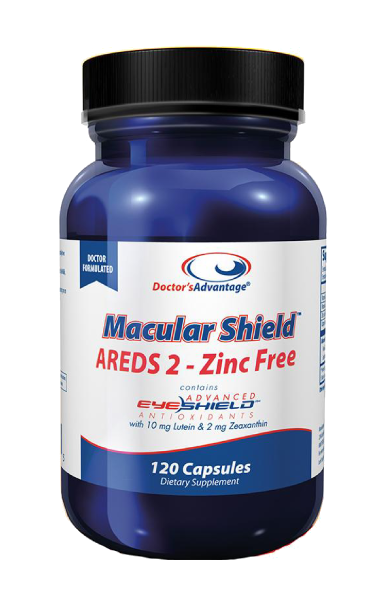 DOCTOR
FORMULATED
Doctor'sAdvantage®
Macular Shield™
AREDS 2 - Zinc Free
contains
ADVANCED
EYESHIELD™
ANTIOXIDANTS
with 10 mg Lutein & 2 mg Zeaxanthin
120 Capsules
Dietary Supplement